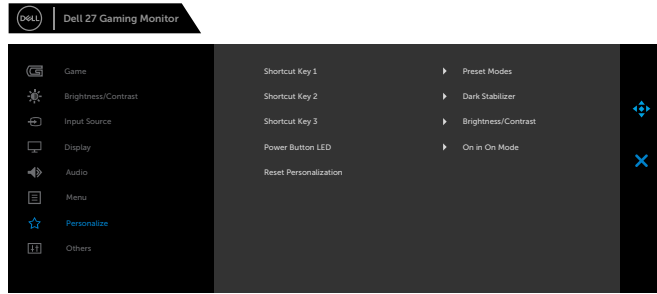 DELL
Dell 27 Gaming Monitor
Game
Brightness/Contrast
Input Source
Display
Audio
Menu
Personalize
Others
Shortcut Key 1 Preset Modes
Shortcut Key 2 Dark Stabilizer
Shortcut Key 3 Brightness/Contrast
Power Button LED On in On Mode
Reset Personalization